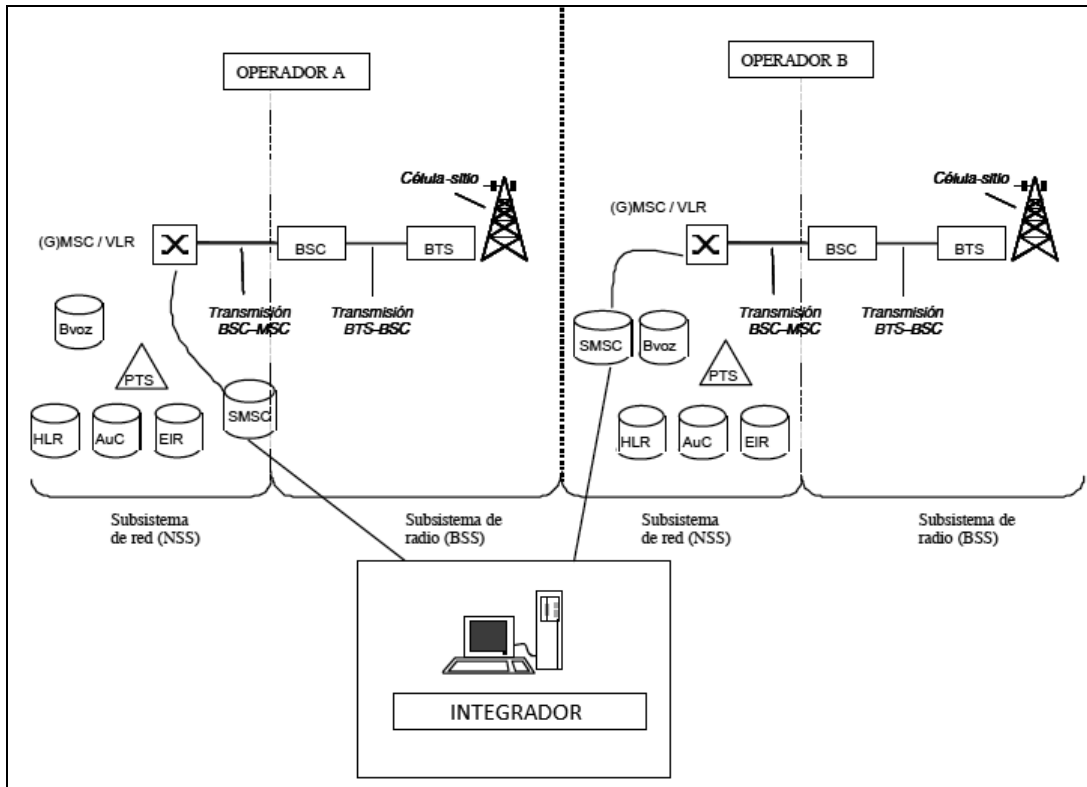 OPERADOR A
OPERADOR B
Célula-sitio
(G)MSC / VLR
BSC
BTS
Transmisión
BSC–MSC
Transmisión
BTS–BSC
Bvoz
PTS
SMSC
HLR
AuC
EIR
Subsistema
de red (NSS)
Subsistema de
radio (BSS)
Célula-sitio
(G)MSC / VLR
BSC
BTS
Transmisión
BSC–MSC
Transmisión
BTS–BSC
SMSC
Bvoz
PTS
HLR
AuC
EIR
Subsistema
de red (NSS)
Subsistema de
radio (BSS)
INTEGRADOR